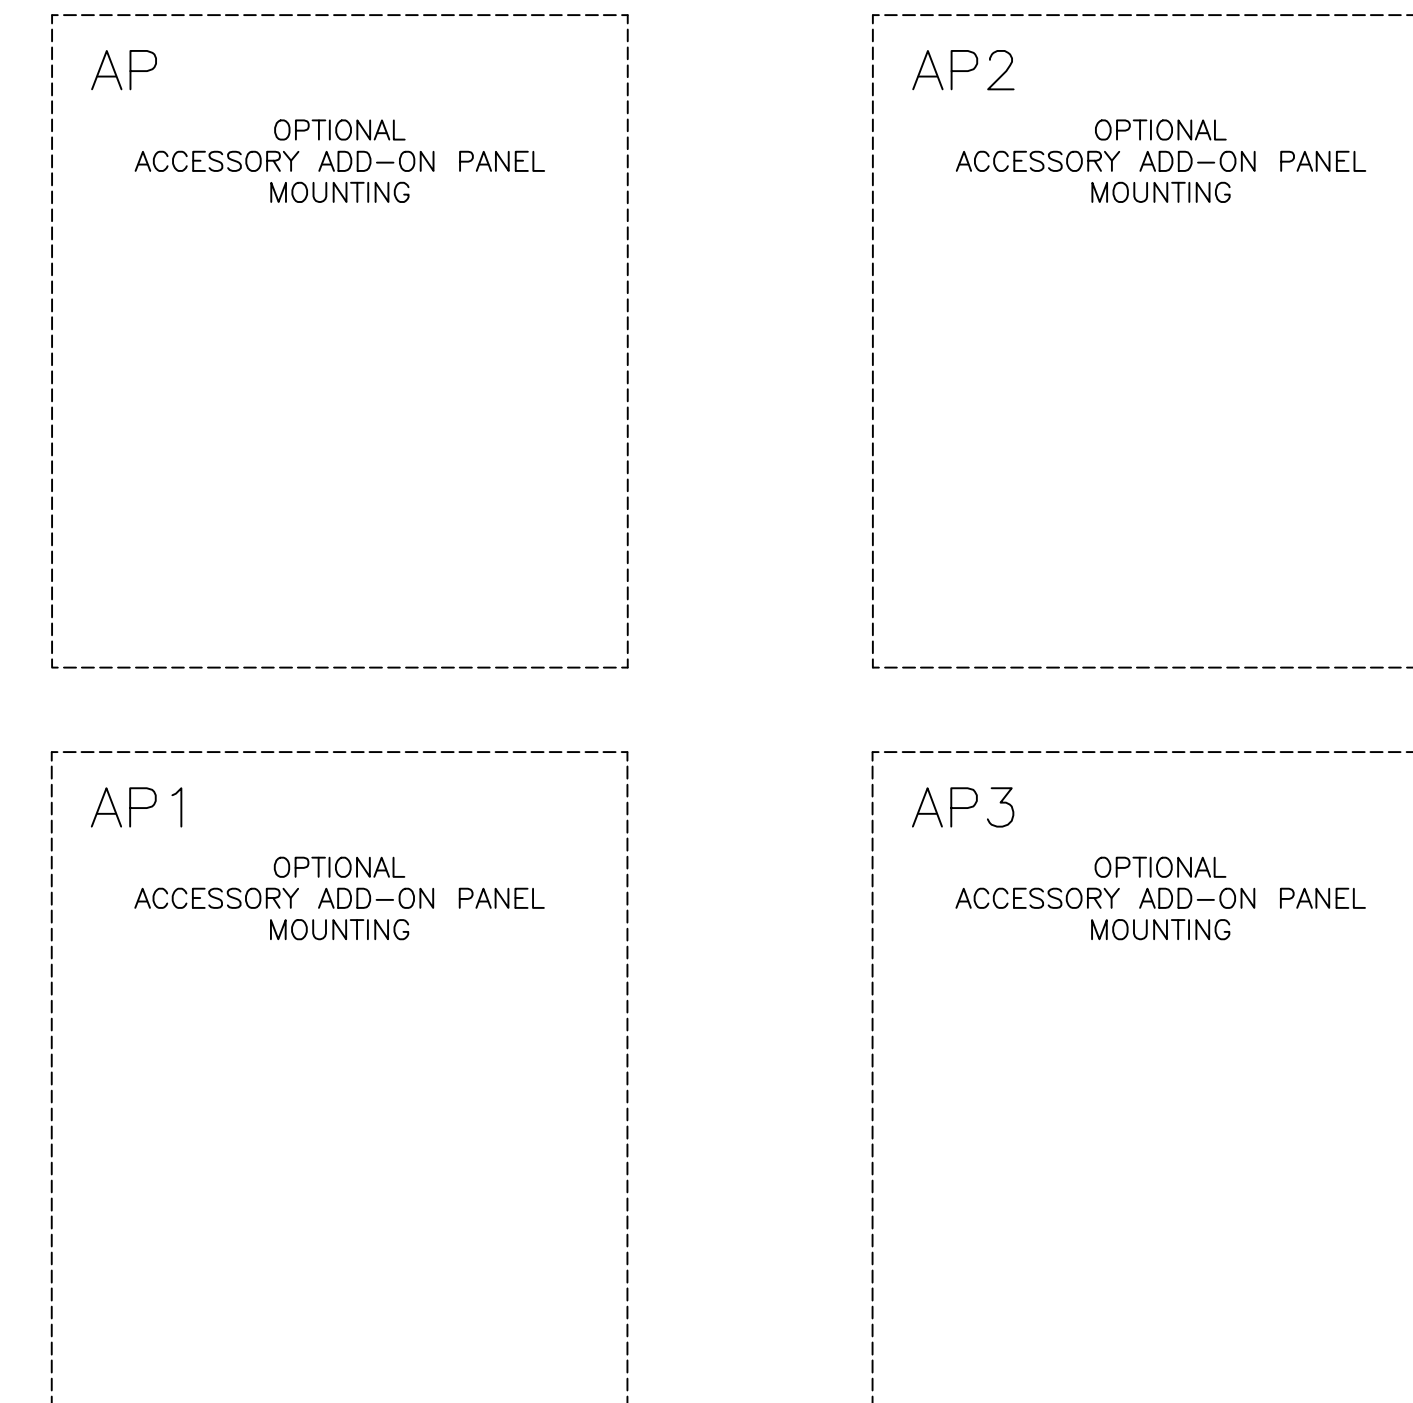 AP
OPTIONAL
ACCESSORY ADD-ON PANEL
MOUNTING
AP2
OPTIONAL
ACCESSORY ADD-ON PANEL
MOUNTING
AP1
OPTIONAL
ACCESSORY ADD-ON PANEL
MOUNTING
AP3
OPTIONAL
ACCESSORY ADD-ON PANEL
MOUNTING